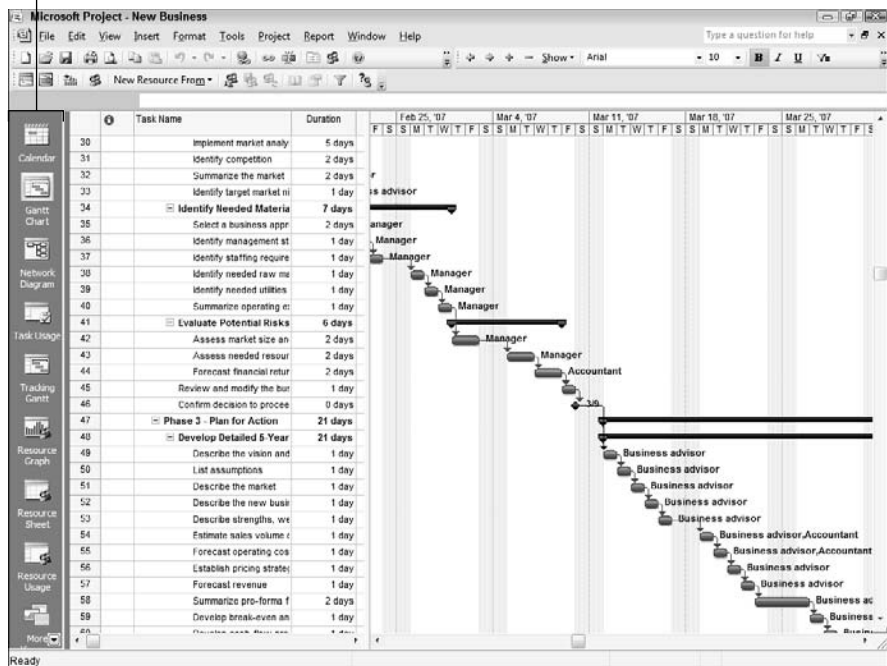 Microsoft Project - New Business
File Edit View Insert Format Tools Project Report Window Help
Type a question for help
Show Arial 10 B I U
New Resource From
Task Name Duration
Feb 25, '07 Mar 4, '07 Mar 11, '07 Mar 18, '07 Mar 25, '07
F S S M T W T F S S M T W T F S S M T W T F S S M T W T F S S M T W T F S
Calendar
Gantt Chart
Network Diagram
Task Usage
Tracking Gantt
Resource Graph
Resource Sheet
Resource Usage
More
30 Implement market analy 5 days
31 Identify competition 2 days
32 Summarize the market 2 days
33 Identify target market ni 1 day ss advisor
34 Identify Needed Materia 7 days
35 Select a business appr 2 days anager
36 Identify management st 1 day Manager
37 Identify staffing require 1 day Manager
38 Identify needed raw ma 1 day Manager
39 Identify needed utilities 1 day Manager
40 Summarize operating e 1 day Manager
41 Evaluate Potential Risks 6 days
42 Assess market size an 2 days Manager
43 Assess needed resour 2 days Manager
44 Forecast financial retur 2 days Accountant
45 Review and modify the bus 1 day
46 Confirm decision to procee 0 days 3/9
47 Phase 3 - Plan for Action 21 days
48 Develop Detailed 5-Year 21 days
49 Describe the vision and 1 day Business advisor
50 List assumptions 1 day Business advisor
51 Describe the market 1 day Business advisor
52 Describe the new busin 1 day Business advisor
53 Describe strengths, we 1 day Business advisor
54 Estimate sales volume 1 day Business advisor,Accountant
55 Forecast operating cos 1 day Business advisor,Accountant
56 Establish pricing strateg 1 day Business advisor
57 Forecast revenue 1 day Business advisor
58 Summarize pro-forma f 2 days Business ad
59 Develop break-even an 1 day Business
Ready